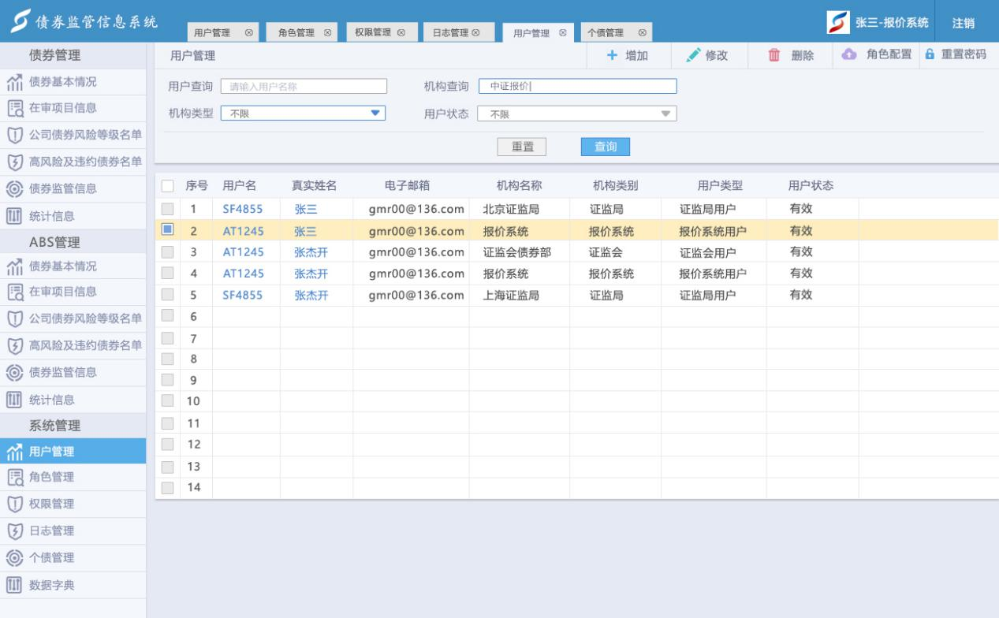 债券监管信息系统
用户管理 角色管理 权限管理 日志管理 用户管理 个债管理
张三-报价系统 注销
债券管理
债券基本情况
在审项目信息
公司债券风险等级名单
高风险及违约债券名单
债券监管信息
统计信息
ABS管理
债券基本情况
在审项目信息
公司债券风险等级名单
高风险及违约债券名单
债券监管信息
统计信息
系统管理
用户管理
角色管理
权限管理
日志管理
个债管理
数据字典
用户管理 增加 修改 删除 角色配置 重置密码
用户查询 请输入用户名称 机构查询 中证报价
机构类型 不限 用户状态 不限
重置 查询
序号 用户名 真实姓名 电子邮箱 机构名称 机构类别 用户类型 用户状态
1 SF4855 张三 gmr00@136.com 北京证监局 证监局 证监局用户 有效
2 AT1245 张三 gmr00@136.com 报价系统 报价系统 报价系统用户 有效
3 AT1245 张杰开 gmr00@136.com 证监会债券部 证监会 证监会用户 有效
4 AT1245 张杰开 gmr00@136.com 报价系统 报价系统 报价系统用户 有效
5 SF4855 张杰开 gmr00@136.com 上海证监局 证监局 证监局用户 有效
6
7
8
9
10
11
12
13
14